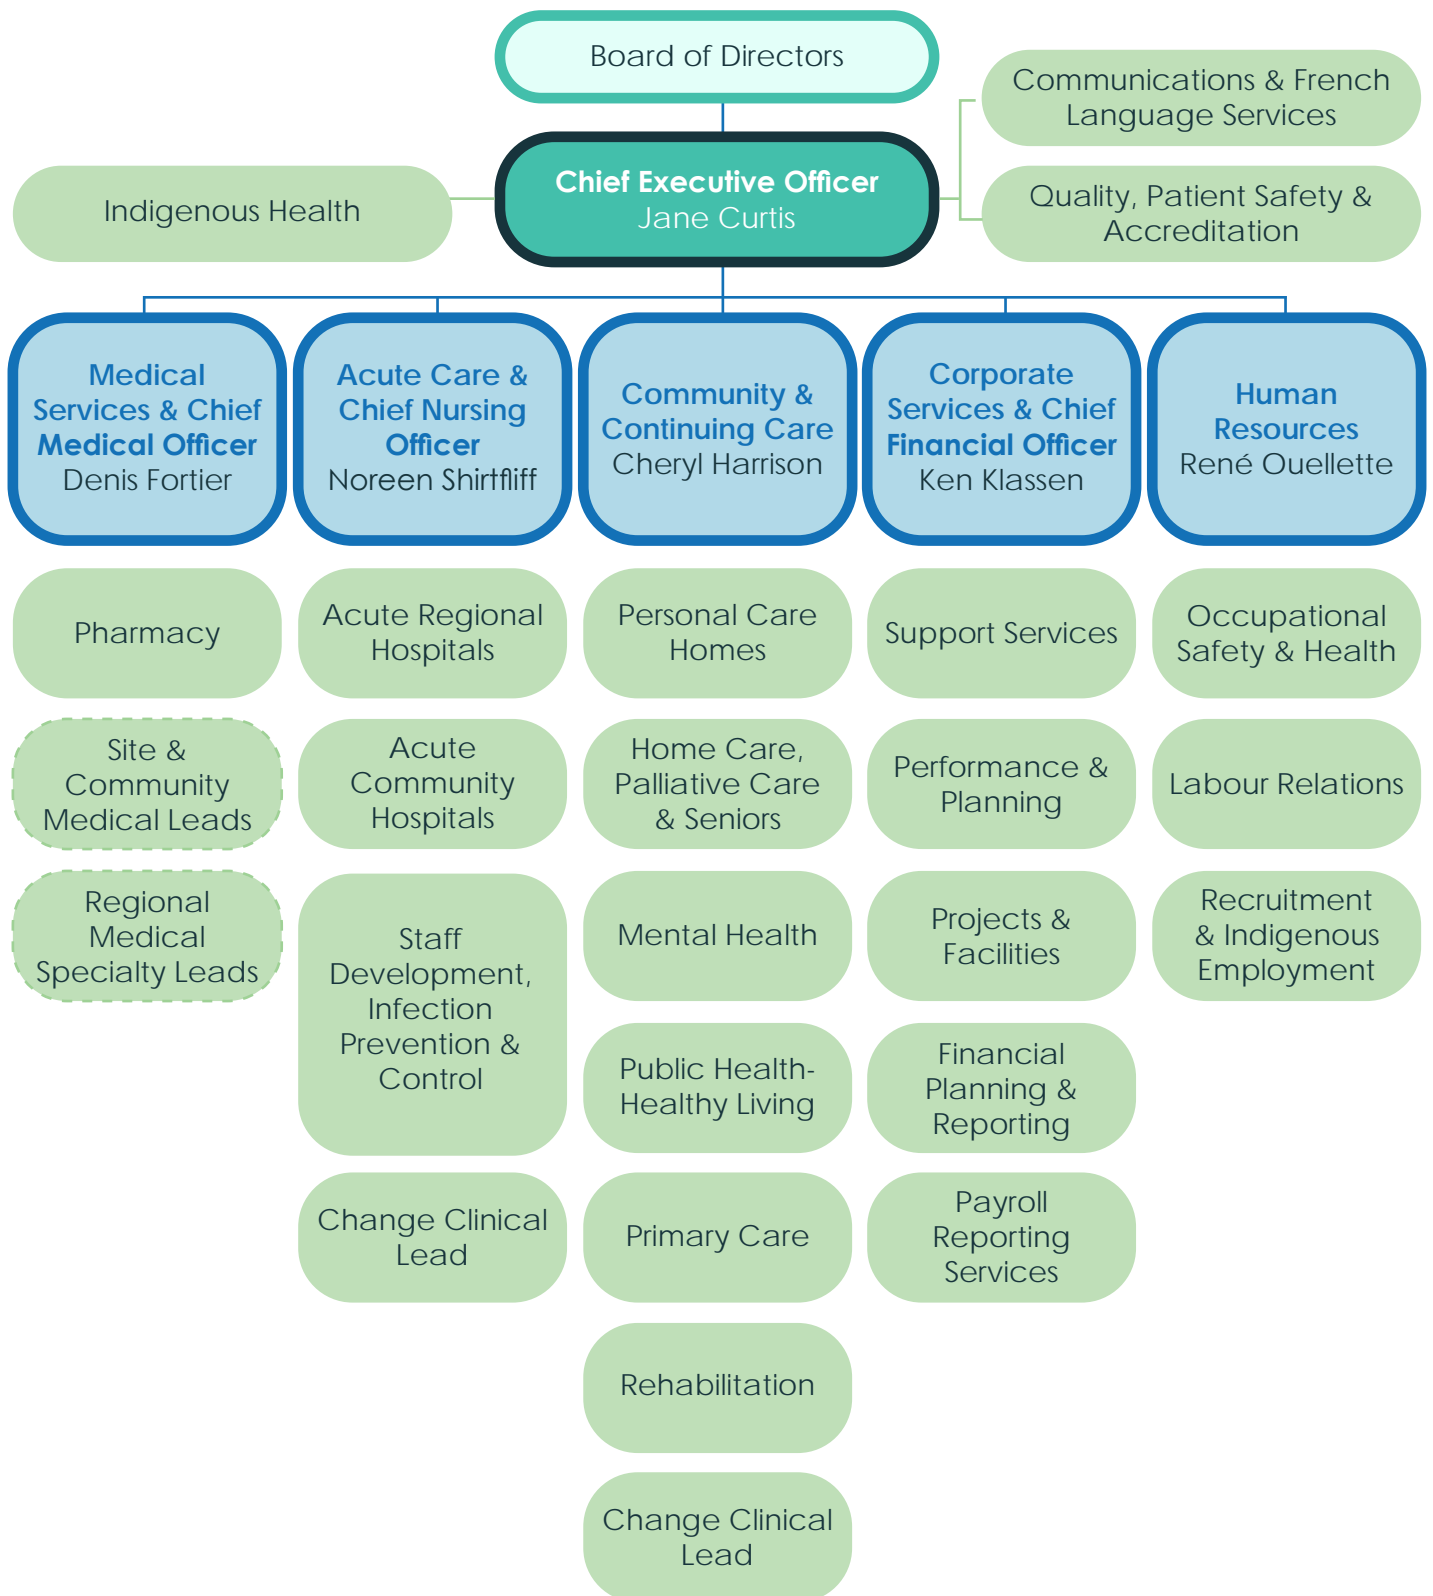 Board of Directors
Communications & French
Language Services
Chief Executive Officer
Jane Curtis
Indigenous Health
Quality, Patient Safety &
Accreditation
Medical
Services & Chief
Medical Officer
Denis Fortier
Acute Care &
Chief Nursing
Officer
Noreen Shirtfliff
Community &
Continuing Care
Cheryl Harrison
Corporate
Services & Chief
Financial Officer
Ken Klassen
Human
Resources
René Ouellette
Pharmacy
Acute Regional
Hospitals
Personal Care
Homes
Support Services
Occupational
Safety & Health
Site &
Community
Medical Leads
Acute
Community
Hospitals
Home Care,
Palliative Care
& Seniors
Performance &
Planning
Labour Relations
Regional
Medical
Specialty Leads
Staff
Development,
Infection
Prevention &
Control
Mental Health
Projects &
Facilities
Recruitment
& Indigenous
Employment
Public Health-
Healthy Living
Financial
Planning &
Reporting
Change Clinical
Lead
Primary Care
Payroll
Reporting
Services
Rehabilitation
Change Clinical
Lead